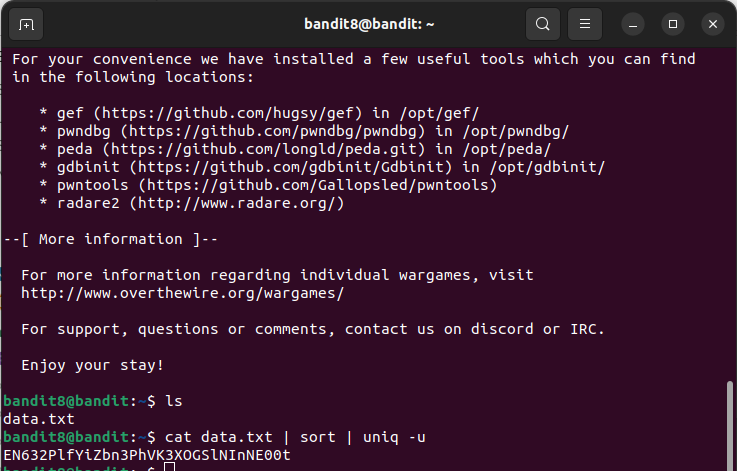 bandit8@bandit: ~
For your convenience we have installed a few useful tools which you can find
in the following locations:
* gef (https://github.com/hugsy/gef) in /opt/gef/
* pwndbg (https://github.com/pwndbg/pwndbg) in /opt/pwndbg/
* peda (https://github.com/longld/peda.git) in /opt/peda/
* gdbinit (https://github.com/gdbinit/Gdbinit) in /opt/gdbinit/
* pwntools (https://github.com/Gallopsled/pwntools)
* radare2 (http://www.radare.org/)
--[ More information ]--
For more information regarding individual wargames, visit
http://www.overthewire.org/wargames/
For support, questions or comments, contact us on discord or IRC.
Enjoy your stay!
bandit8@bandit:~$ ls
data.txt
bandit8@bandit:~$ cat data.txt | sort | uniq -u
EN632PlfYiZbn3PhVK3XOGSlNInNE00t
bandit8@bandit:~$